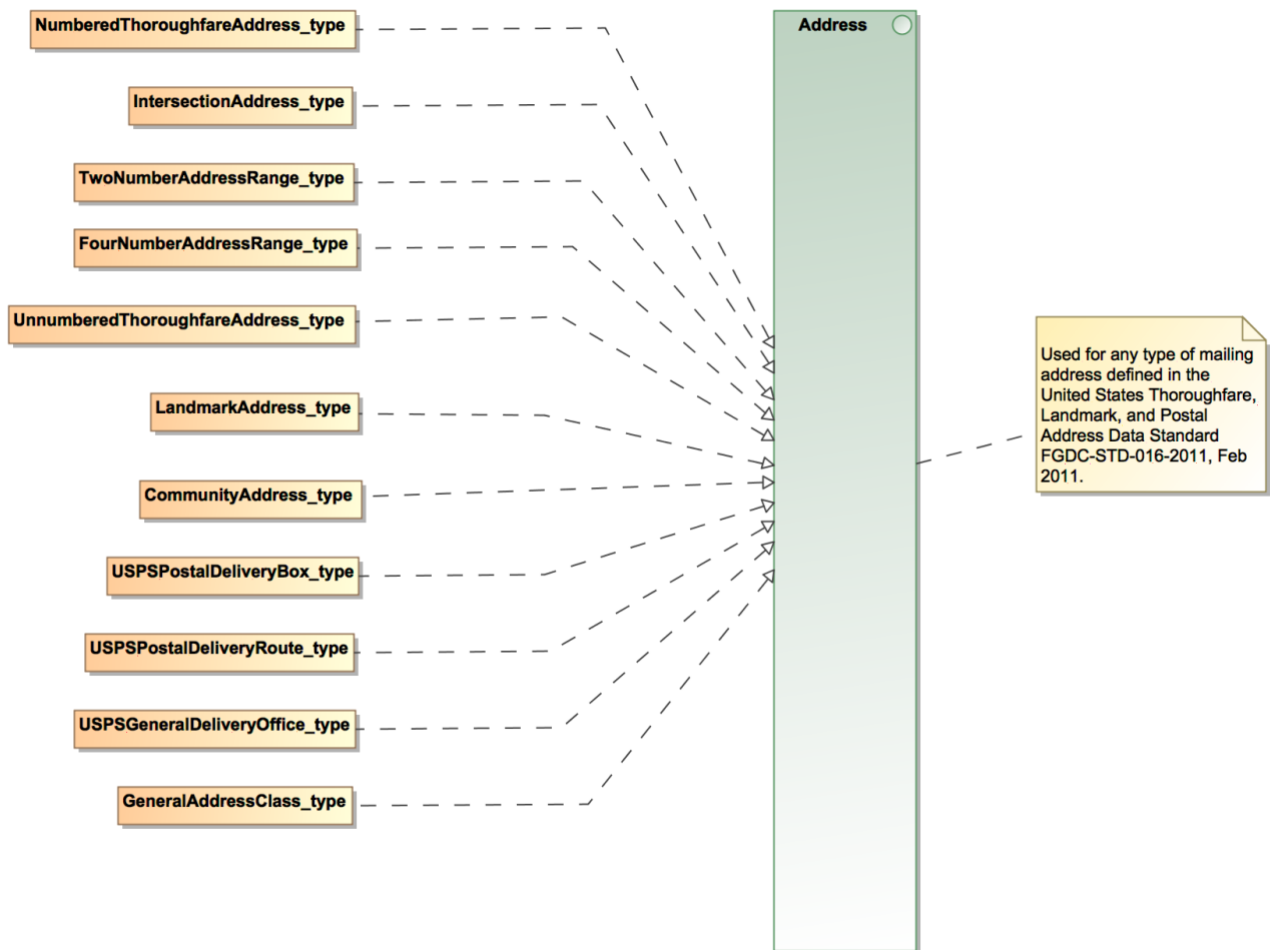 NumberedThoroughfareAddress_type
Address
IntersectionAddress_type
TwoNumberAddressRange_type
FourNumberAddressRange_type
UnnumberedThoroughfareAddress_type
LandmarkAddress_type
CommunityAddress_type
USPSPostalDeliveryBox_type
USPSPostalDeliveryRoute_type
USPSGeneralDeliveryOffice_type
GeneralAddressClass_type
Used for any type of mailing
address defined in the
United States Thoroughfare,
Landmark, and Postal
Address Data Standard
FGDC-STD-016-2011, Feb
2011.